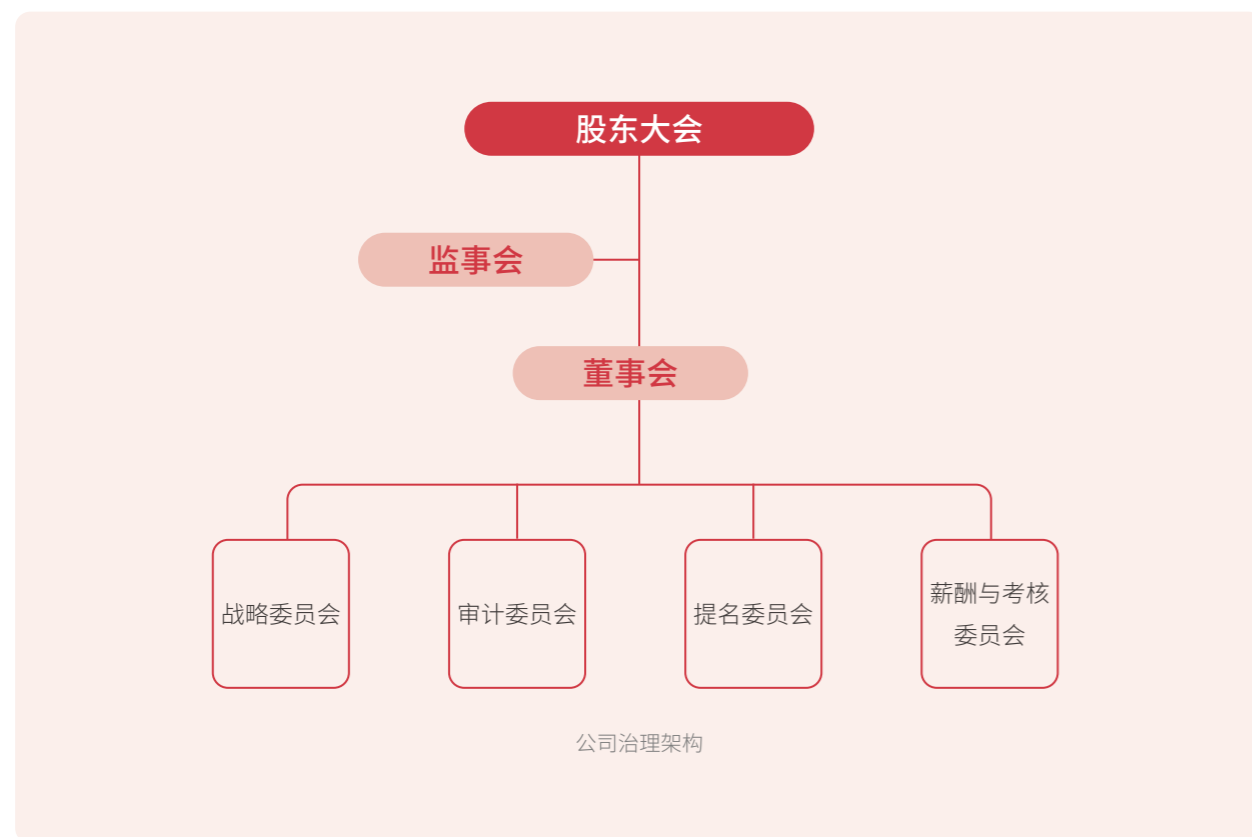 股东大会
监事会
董事会
战略委员会
审计委员会
提名委员会
薪酬与考核
委员会
公司治理架构